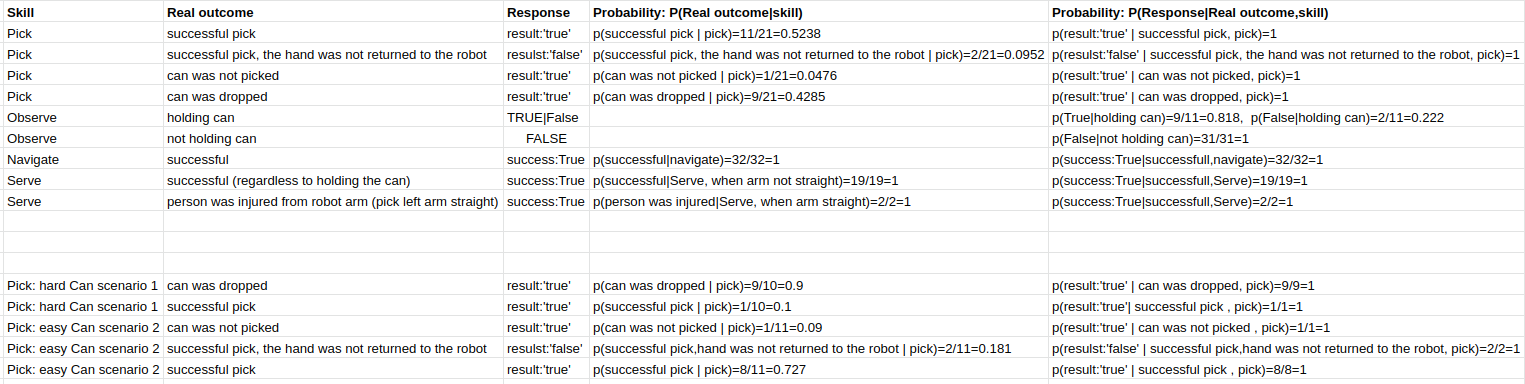 Skill Real outcome Response Probability: P(Real outcome|skill) Probability: P(Response|Real outcome,skill)
Pick successful pick result:'true' p(successful pick | pick)=11/21=0.5238 p(result:'true' | successful pick, pick)=1
Pick successful pick, the hand was not returned to the robot resulst:'false' p(successful pick, the hand was not returned to the robot | pick)=2/21=0.0952 p(resulst:'false' | successful pick, the hand was not returned to the robot, pick)=1
Pick can was not picked result:'true' p(can was not picked | pick)=1/21=0.0476 p(result:'true' | can was not picked, pick)=1
Pick can was dropped result:'true' p(can was dropped | pick)=9/21=0.4285 p(result:'true' | can was dropped, pick)=1
Observe holding can TRUE|False p(True|holding can)=9/11=0.818, p(False|holding can)=2/11=0.222
Observe not holding can FALSE p(False|not holding can)=31/31=1
Navigate successful success:True p(successful|navigate)=32/32=1 p(success:True|successfull,navigate)=32/32=1
Serve successful (regardless to holding the can) success:True p(successful|Serve, when arm not straight)=19/19=1 p(success:True|successfull,Serve)=19/19=1
Serve person was injured from robot arm (pick left arm straight) success:True p(person was injured|Serve, when arm straight)=2/2=1 p(success:True|successfull,Serve)=2/2=1
Pick: hard Can scenario 1 can was dropped result:'true' p(can was dropped | pick)=9/10=0.9 p(result:'true' | can was dropped, pick)=9/9=1
Pick: hard Can scenario 1 successful pick result:'true' p(successful pick | pick)=1/10=0.1 p(result:'true'| successful pick , pick)=1/1=1
Pick: easy Can scenario 2 can was not picked result:'true' p(can was not picked | pick)=1/11=0.09 p(result:'true' | can was not picked , pick)=1/1=1
Pick: easy Can scenario 2 successful pick, the hand was not returned to the robot resulst:'false' p(successful pick,hand was not returned to the robot | pick)=2/11=0.181 p(resulst:'false' | successful pick,hand was not returned to the robot, pick)=2/2=1
Pick: easy Can scenario 2 successful pick result:'true' p(successful pick | pick)=8/11=0.727 p(result:'true' | successful pick , pick)=8/8=1